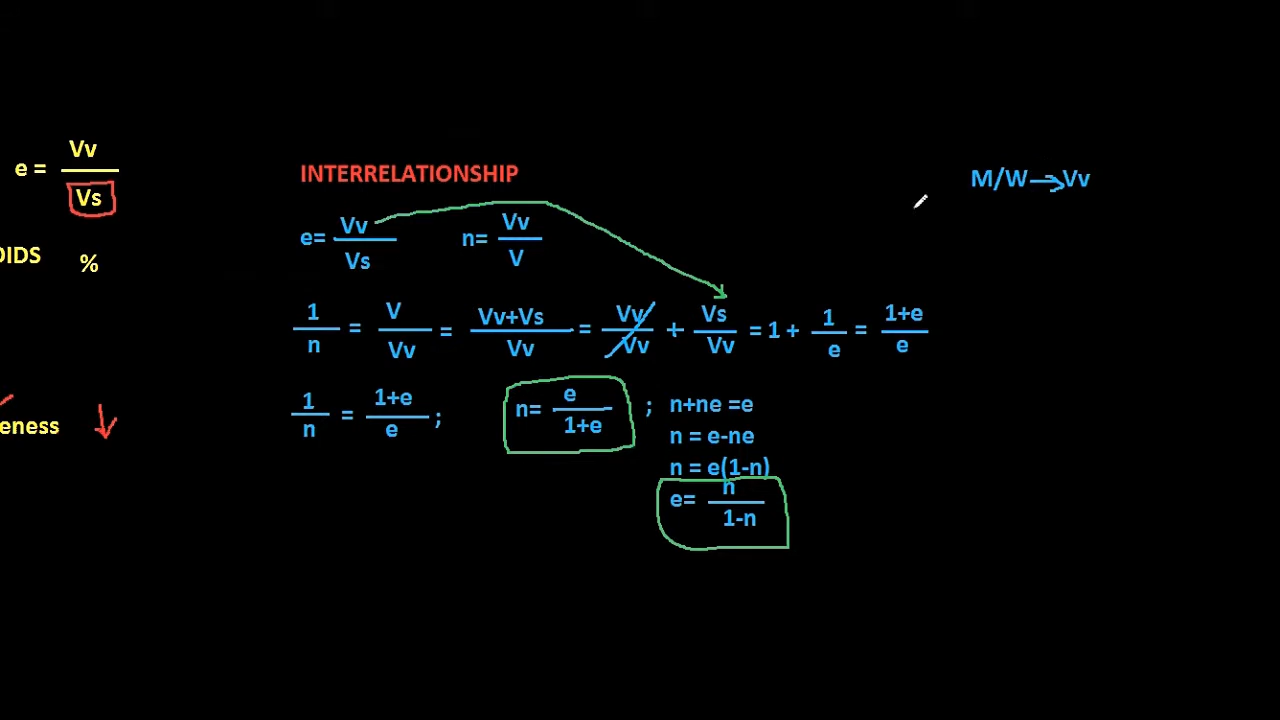 e = Vv / Vs
OIDS %
eness
INTERRELATIONSHIP
M/W → Vv
e= Vv / Vs n= Vv / V
1 / n = V / Vv = Vv+Vs / Vv = Vv / Vv + Vs / Vv = 1 + 1 / e = 1+e / e
1 / n = 1+e / e ; n= e / 1+e ; n+ne =e
n = e-ne
n = e(1-n)
e= n / 1-n